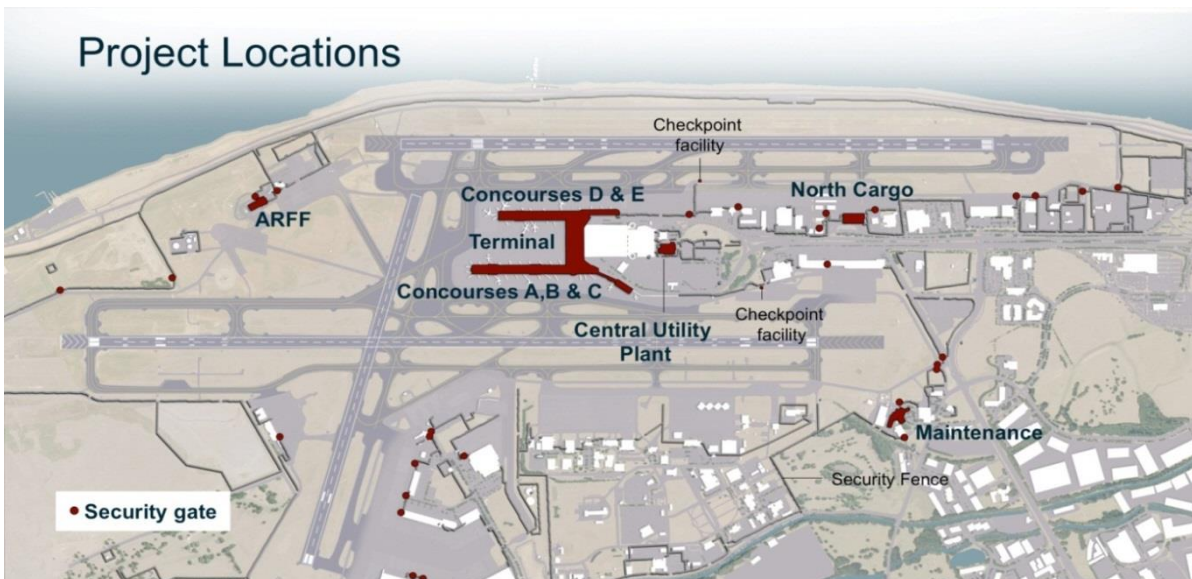 Project Locations
Checkpoint
facility
Concourses D & E
North Cargo
ARFF
Terminal
Concourses A,B & C
Central Utility
Plant
Checkpoint
facility
Maintenance
Security Fence
Security gate